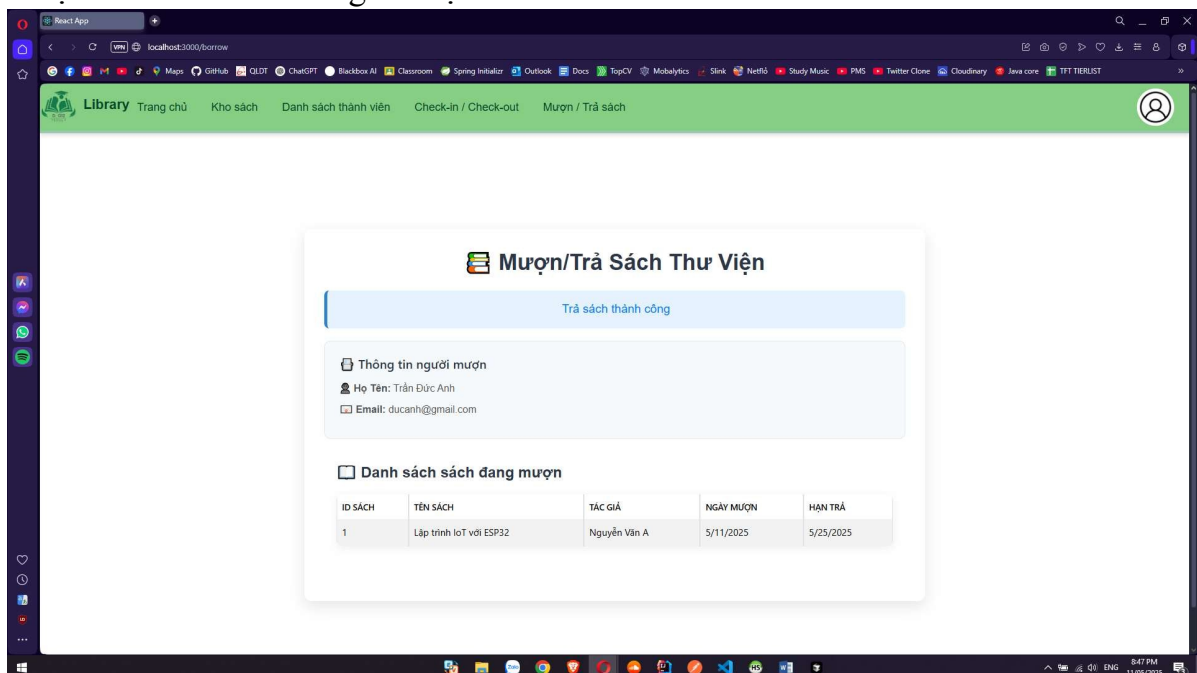 React App
VPN localhost:3000/borrow
Maps GitHub QLDT ChatGPT Blackbox AI Classroom Spring Initializr Outlook Docs TopCV Mobalytics Slink Netflõ Study Music PMS Twitter Clone Cloudinary Java core TFT TIERLIST »
Library Trang chủ Kho sách Danh sách thành viên Check-in / Check-out Mượn / Trả sách
Mượn/Trả Sách Thư Viện
Trả sách thành công
Thông tin người mượn
Họ Tên: Trần Đức Anh
Email: ducanh@gmail.com
Danh sách sách đang mượn
ID SÁCH TÊN SÁCH TÁC GIẢ NGÀY MƯỢN HẠN TRẢ
1 Lập trình IoT với ESP32 Nguyễn Văn A 5/11/2025 5/25/2025
ENG 8:47 PM
11/05/2025